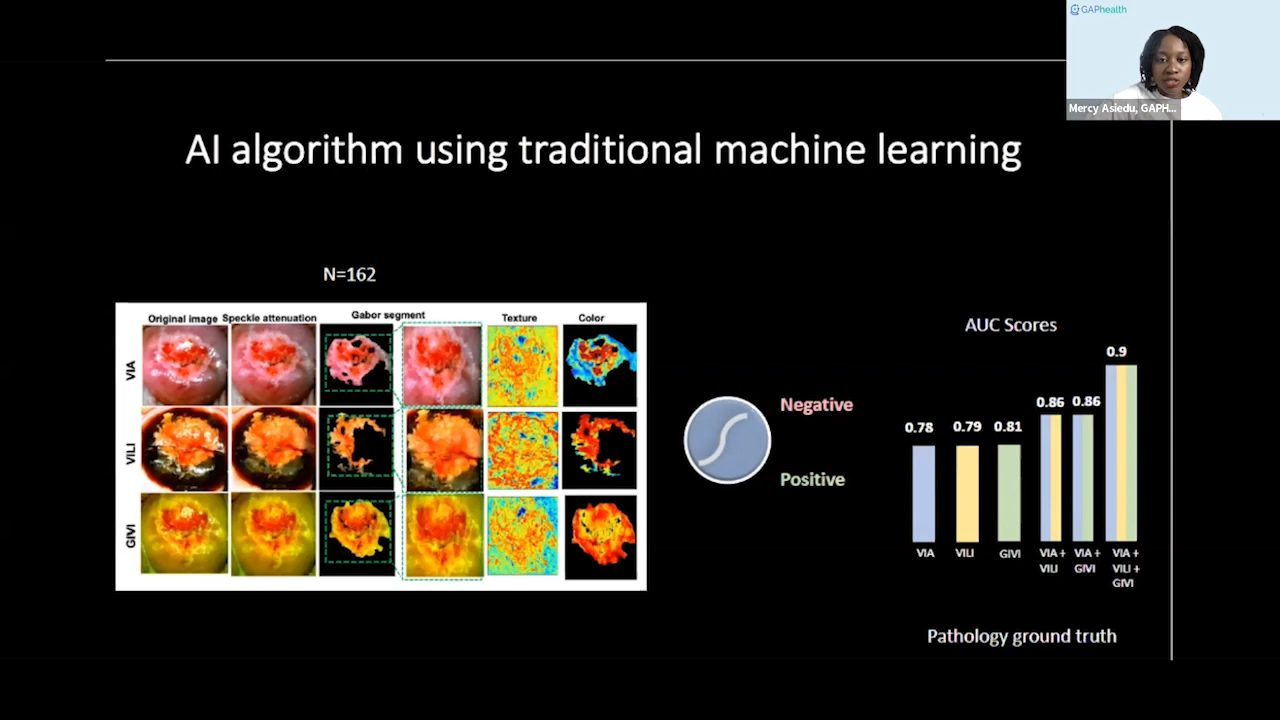 GAPhealth
Mercy Asiedu, GAPH...
AI algorithm using traditional machine learning
N=162
Original image Speckle attenuation Gabor segment Texture Color
VIA
VILI
GIVI
Negative
Positive
AUC Scores
0.78 0.79 0.81 0.86 0.86 0.9
VIA
VILI
GIVI
VIA +
VILI
VIA +
GIVI
VIA +
VILI +
GIVI
Pathology ground truth